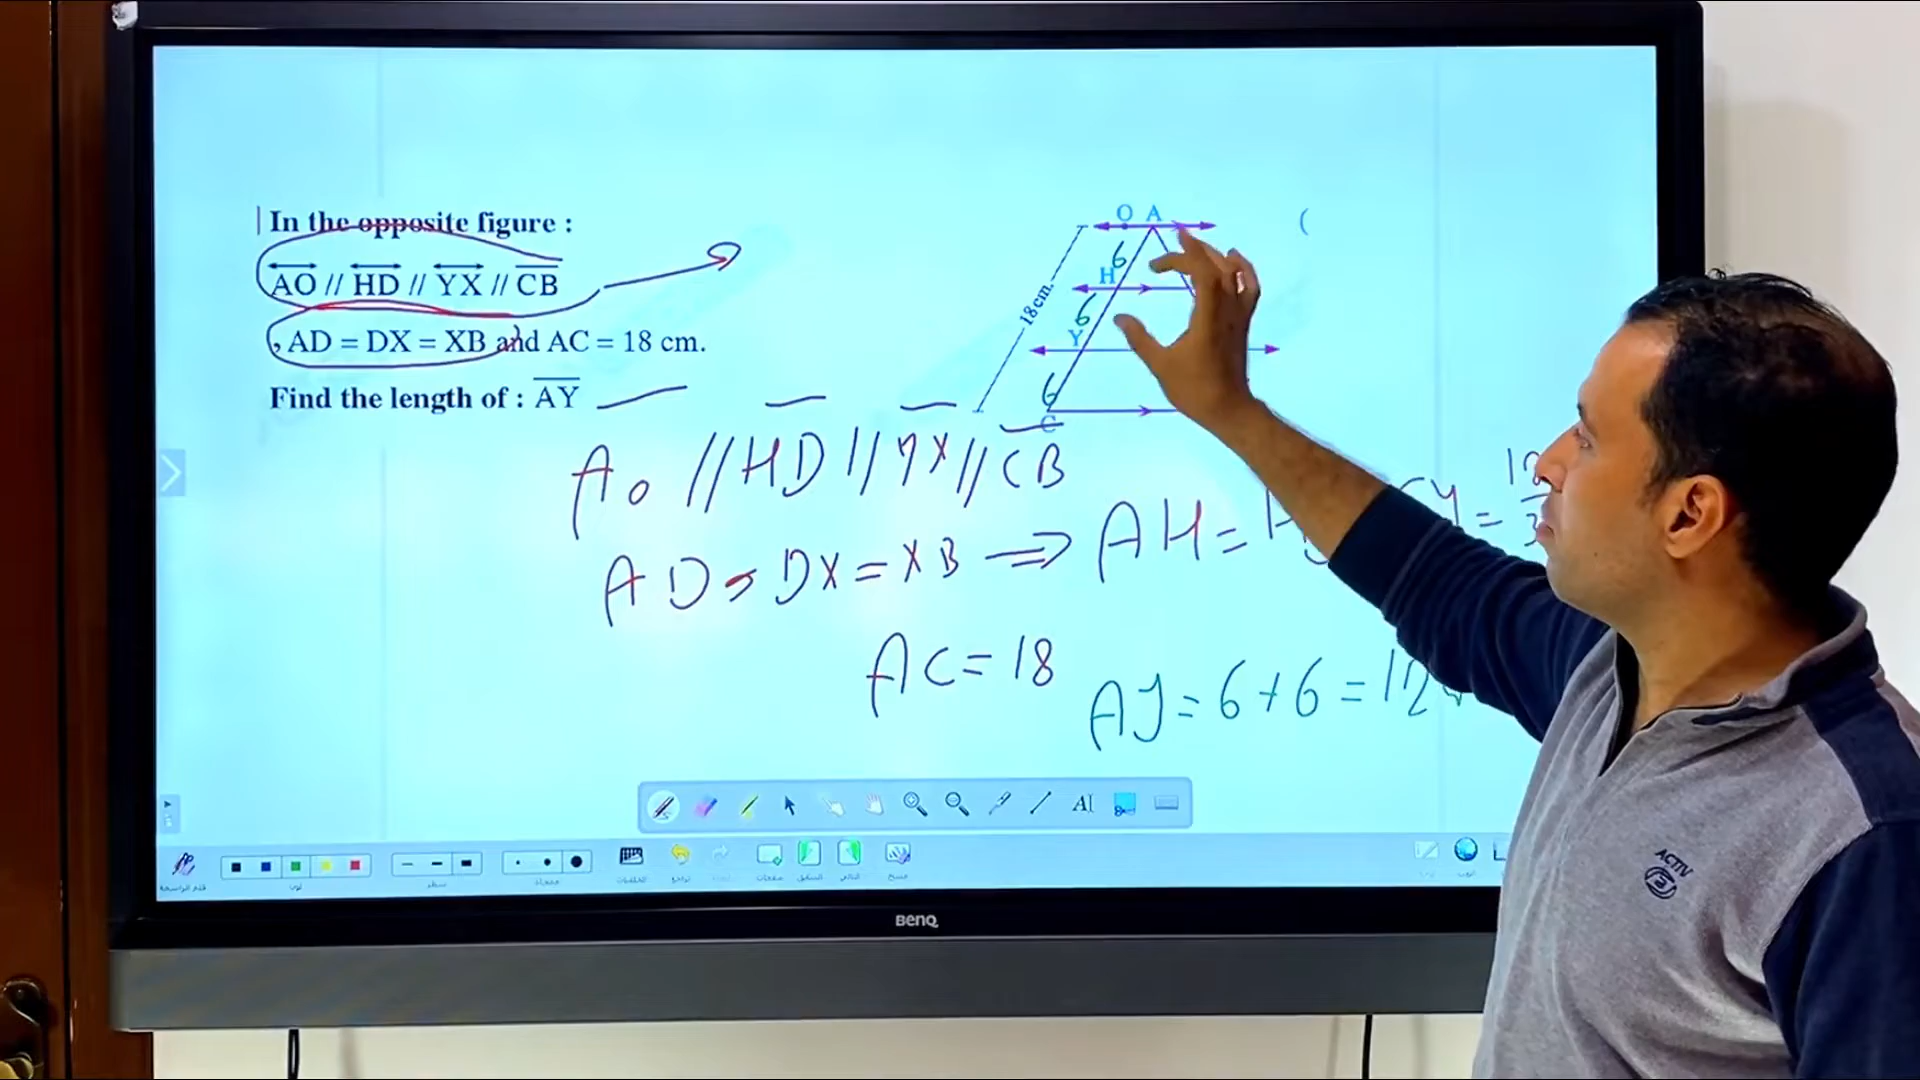 In the opposite figure :
AO // HD // YX // CB
, AD = DX = XB and AC = 18 cm.
Find the length of : AY
O A
6
H
18 cm.
6
Y
6
C
(
AO // HD // YX // CB
AD = DX = XB ⇒ AH =
AC = 18
AY = 6 + 6 = 12
A
BenQ
ACTIV